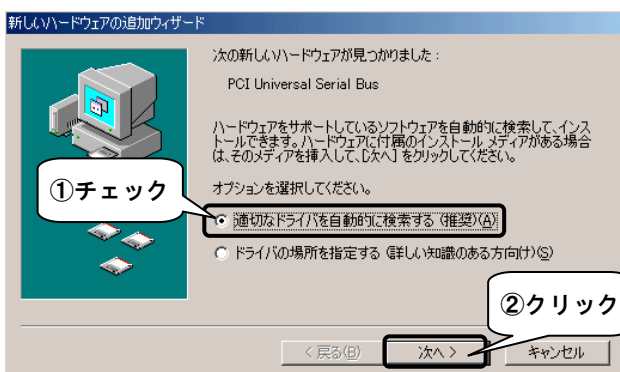 新しいハードウェアの追加ウィザード
次の新しいハードウェアが見つかりました :
PCI Universal Serial Bus
ハードウェアをサポートしているソフトウェアを自動的に検索して、インス
トールできます。ハードウェアに付属のインストール メディアがある場合
は、そのメディアを挿入して、[次へ] をクリックしてください。
オプションを選択してください。
①チェック
適切なドライバを自動的に検索する (推奨)(A)
ドライバの場所を指定する (詳しい知識のある方向け)(S)
②クリック
< 戻る(B)
次へ >
キャンセル